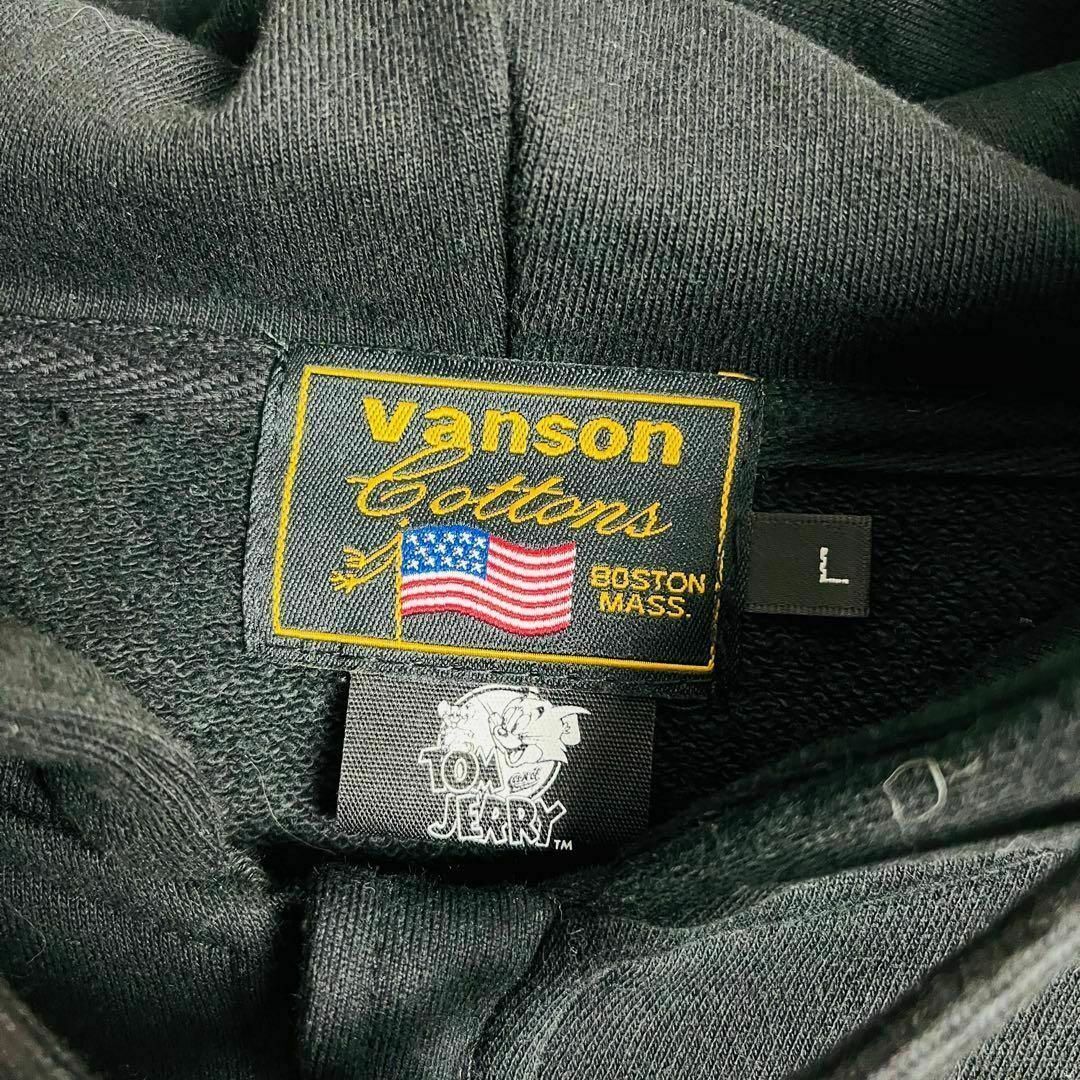 vanson
Cottons
BOSTON
MASS.
L
TOM and
JERRY TM